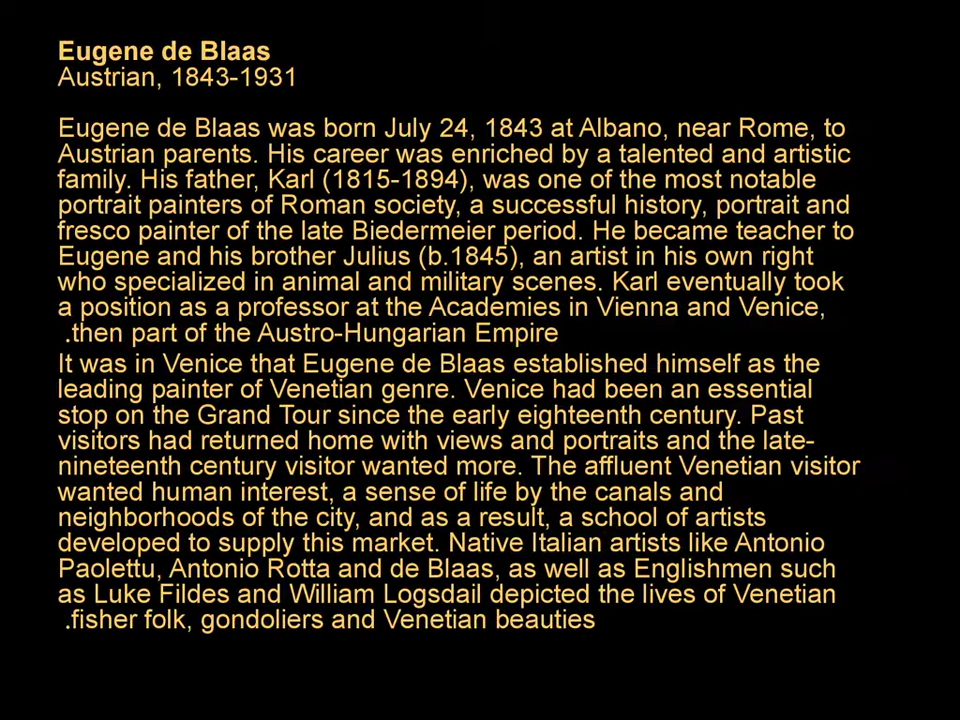 Eugene de Blaas
Austrian, 1843-1931
Eugene de Blaas was born July 24, 1843 at Albano, near Rome, to
Austrian parents. His career was enriched by a talented and artistic
family. His father, Karl (1815-1894), was one of the most notable
portrait painters of Roman society, a successful history, portrait and
fresco painter of the late Biedermeier period. He became teacher to
Eugene and his brother Julius (b.1845), an artist in his own right
who specialized in animal and military scenes. Karl eventually took
a position as a professor at the Academies in Vienna and Venice,
.then part of the Austro-Hungarian Empire
It was in Venice that Eugene de Blaas established himself as the
leading painter of Venetian genre. Venice had been an essential
stop on the Grand Tour since the early eighteenth century. Past
visitors had returned home with views and portraits and the late-
nineteenth century visitor wanted more. The affluent Venetian visitor
wanted human interest, a sense of life by the canals and
neighborhoods of the city, and as a result, a school of artists
developed to supply this market. Native Italian artists like Antonio
Paolettu, Antonio Rotta and de Blaas, as well as Englishmen such
as Luke Fildes and William Logsdail depicted the lives of Venetian
.fisher folk, gondoliers and Venetian beauties